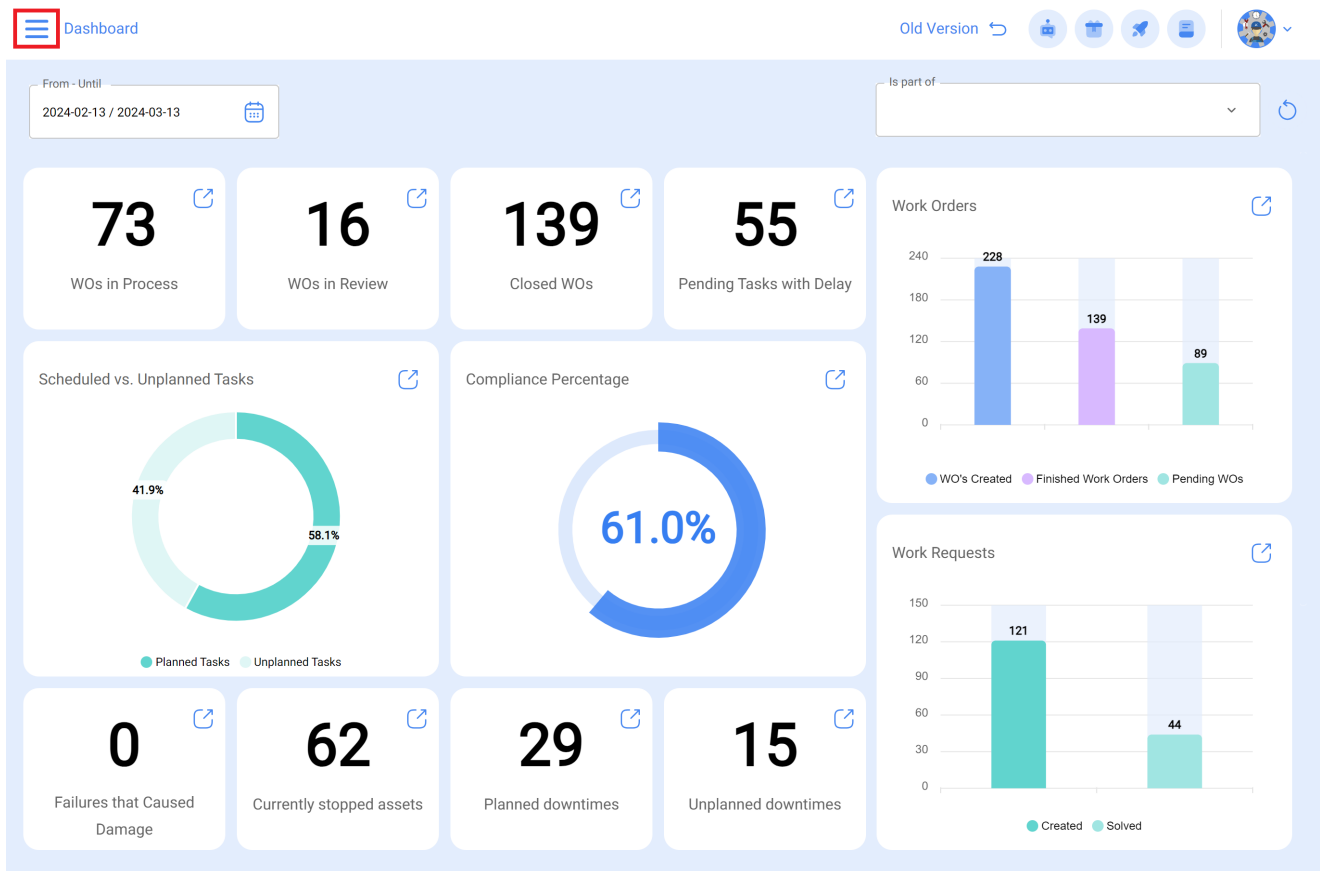 Dashboard
Old Version
From - Until
2024-02-13 / 2024-03-13
Is part of
73
WOs in Process
16
WOs in Review
139
Closed WOs
55
Pending Tasks with Delay
Work Orders
240
180
120
60
0
228
139
89
WO's Created
Finished Work Orders
Pending WOs
Scheduled vs. Unplanned Tasks
41.9%
58.1%
Planned Tasks
Unplanned Tasks
Compliance Percentage
61.0%
Work Requests
150
120
90
60
30
0
121
44
Created
Solved
0
Failures that Caused
Damage
62
Currently stopped assets
29
Planned downtimes
15
Unplanned downtimes